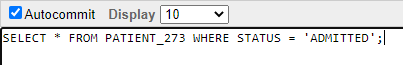 Autocommit Display 10
SELECT * FROM PATIENT_273 WHERE STATUS = 'ADMITTED';